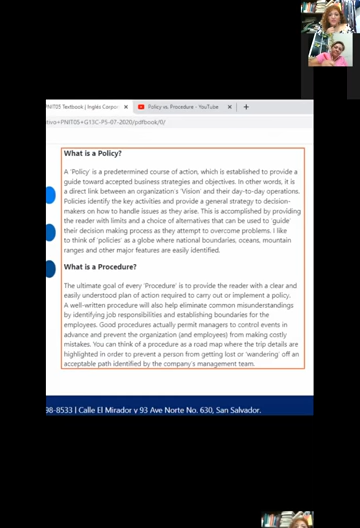 PNIT05 Textbook | Inglés Corpo
Policy vs. Procedure - YouTube
PNIT05+G13C-PS-07-2020/pdfbook/0/
What is a Policy?
A 'Policy' is a predetermined course of action, which is established to provide a
guide toward accepted business strategies and objectives. In other words, it is
a direct link between an organization's 'Vision' and their day-to-day operations.
Policies identify the key activities and provide a general strategy to decision-
makers on how to handle issues as they arise. This is accomplished by providing
the reader with limits and a choice of alternatives that can be used to 'guide'
their decision making process as they attempt to overcome problems. I like
to think of 'policies' as a globe where national boundaries, oceans, mountain
ranges and other major features are easily identified.
What is a Procedure?
The ultimate goal of every 'Procedure' is to provide the reader with a clear and
easily understood plan of action required to carry out or implement a policy.
A well-written procedure will also help eliminate common misunderstandings
by identifying job responsibilities and establishing boundaries for the
employees. Good procedures actually permit managers to control events in
advance and prevent the organization (and employees) from making costly
mistakes. You can think of a procedure as a road map where the trip details are
highlighted in order to prevent a person from getting lost or 'wandering' off an
acceptable path identified by the company's management team.
98-8533 | Calle El Mirador y 93 Ave Norte No. 630, San Salvador.